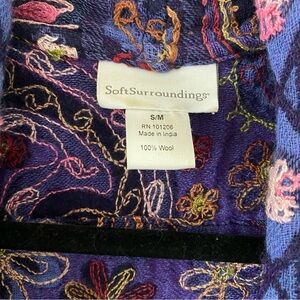 SoftSurroundings®
S/M
RN 101206
Made in India
100% Wool